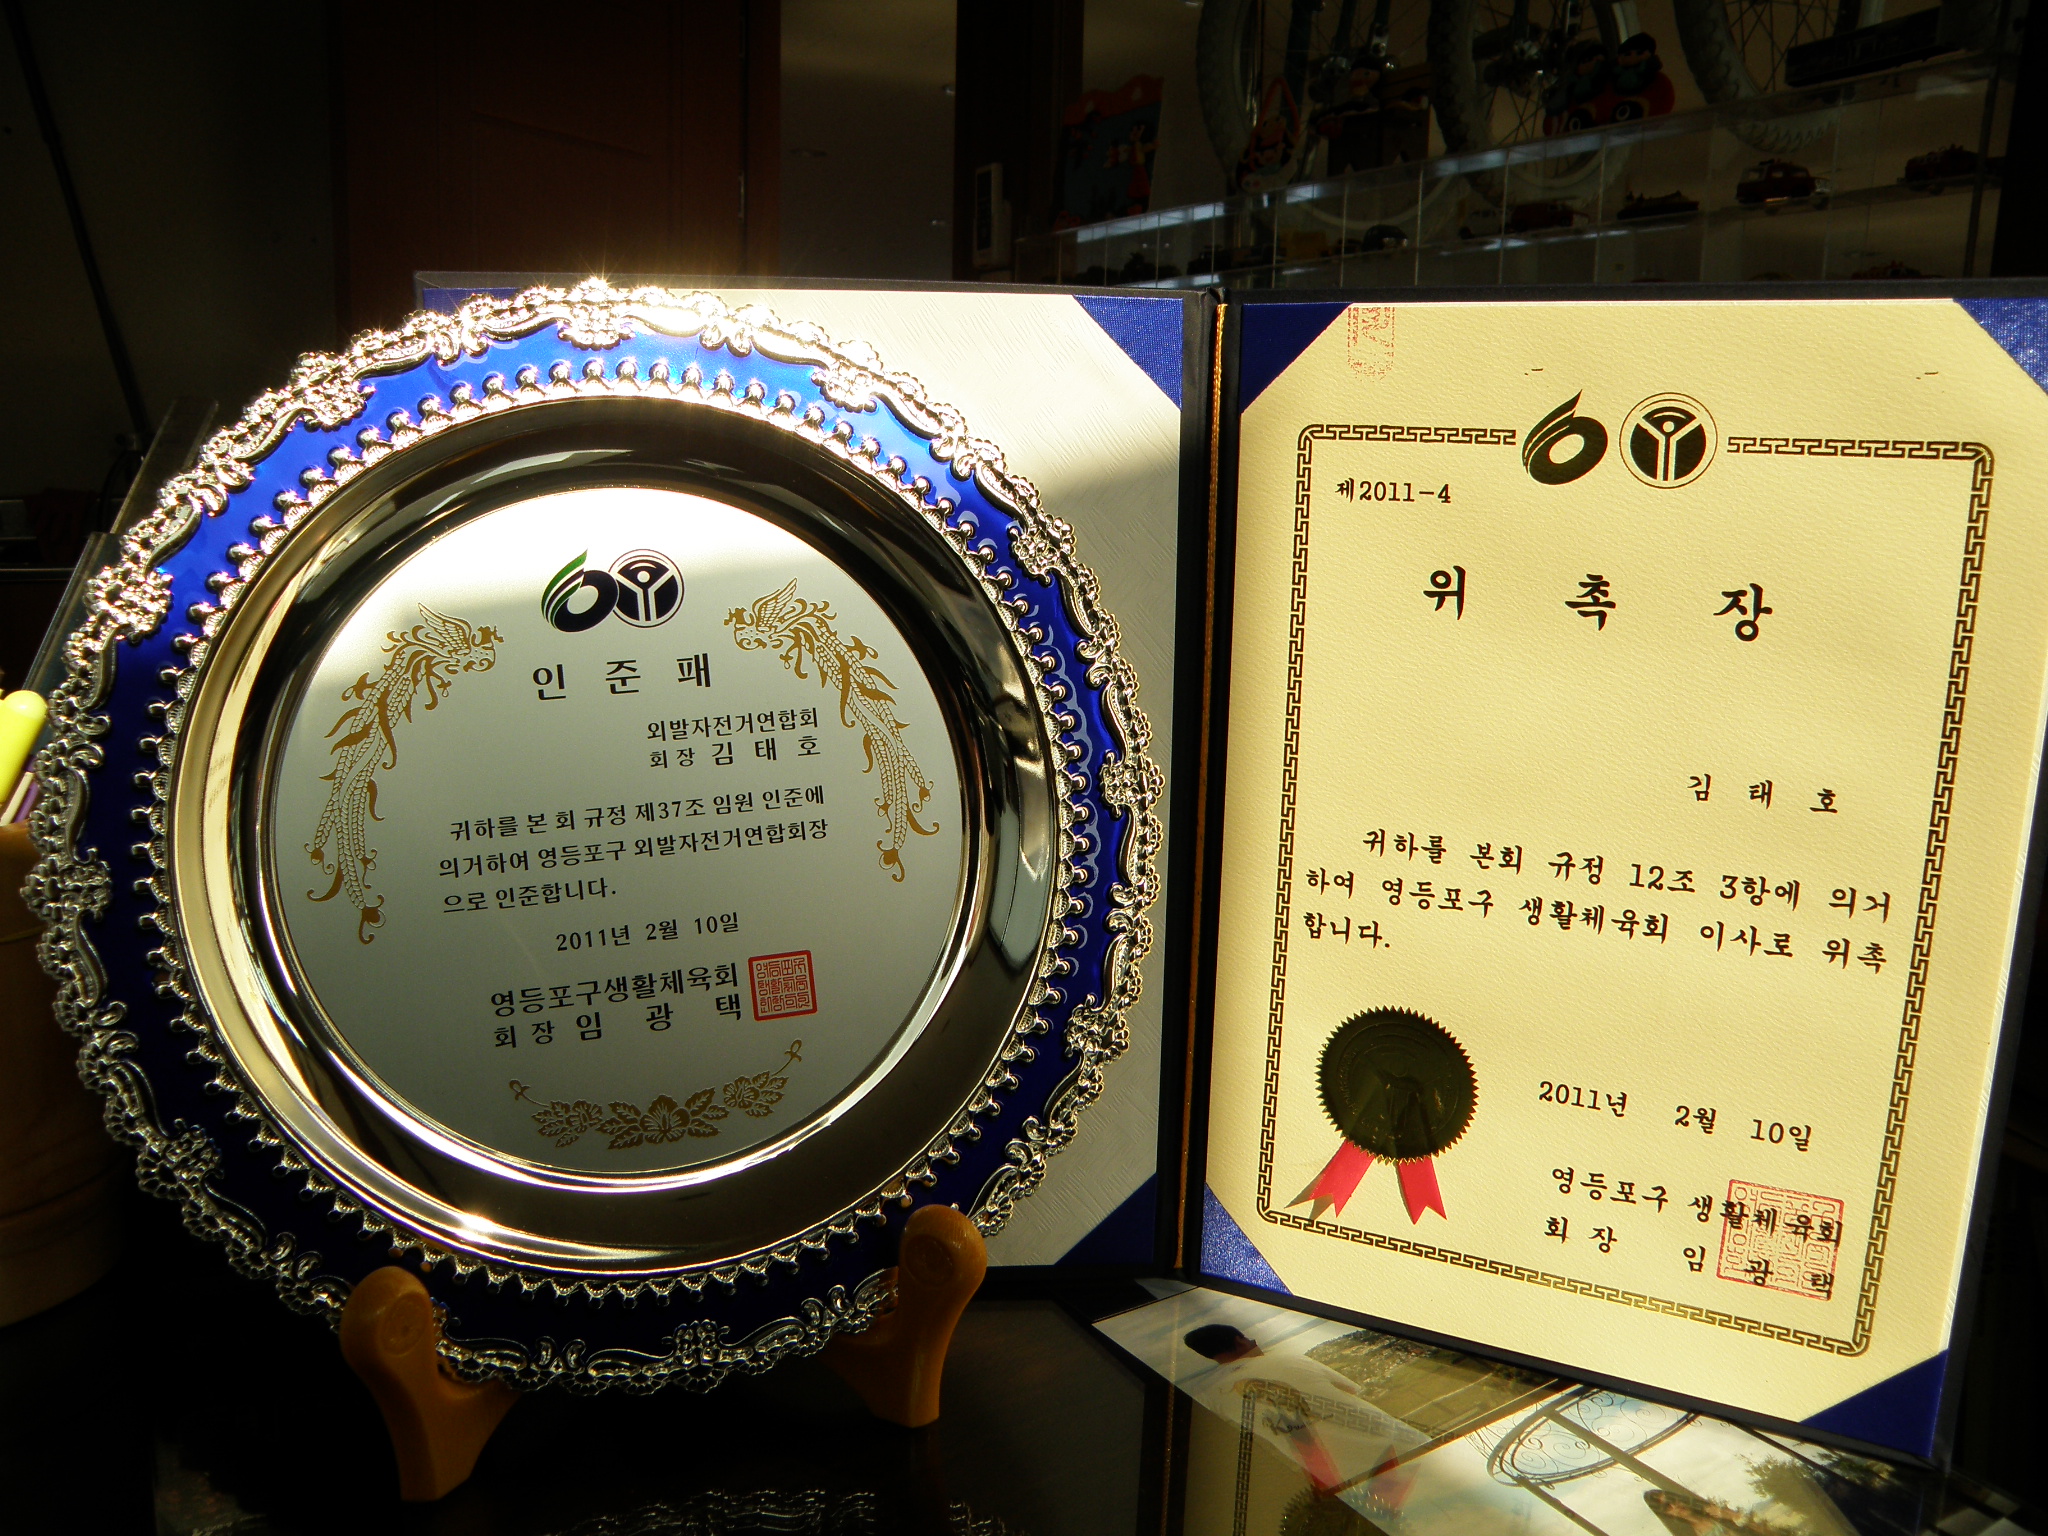 인 준 패
외발자전거연합회
회장 김 태 호
귀하를 본 회 규정 제37조 임원 인준에
의거하여 영등포구 외발자전거연합회장
으로 인준합니다.
2011년 2월 10일
영등포구생활체육회
회장 임 광 택
제2011-4
위 촉 장
김 태 호
귀하를 본회 규정 12조 3항에 의거
하여 영등포구 생활체육회 이사로 위촉
합니다.
2011년 2월 10일
영등포구 생활체육회
회 장 임 광 택